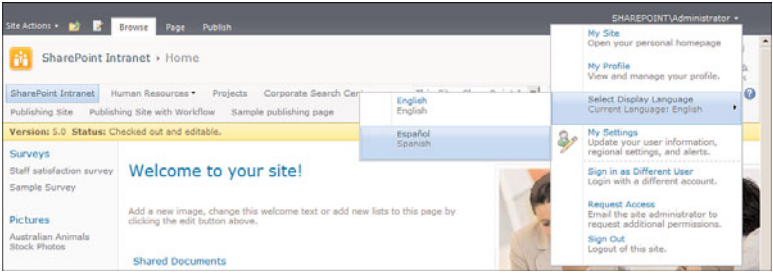 Site Actions
Browse
Page
Publish
SHAREPOINT\Administrator
SharePoint Intranet › Home
SharePoint Intranet
Human Resources
Projects
Corporate Search
Publishing Site
Publishing Site with Workflow
Sample publishing page
Version: 5.0 Status: Checked out and editable.
Surveys
Staff satisfaction survey
Sample Survey
Pictures
Australian Animals
Stock Photos
Welcome to your site!
Add a new image, change this welcome text or add new lists to this page by
clicking the edit button above.
Shared Documents
English
English
Español
Spanish
My Site
Open your personal homepage
My Profile
View and manage your profile.
Select Display Language
Current Language: English
My Settings
Update your user information,
regional settings, and alerts.
Sign in as Different User
Login with a different account.
Request Access
Email the site administrator to
request additional permissions.
Sign Out
Logout of this site.